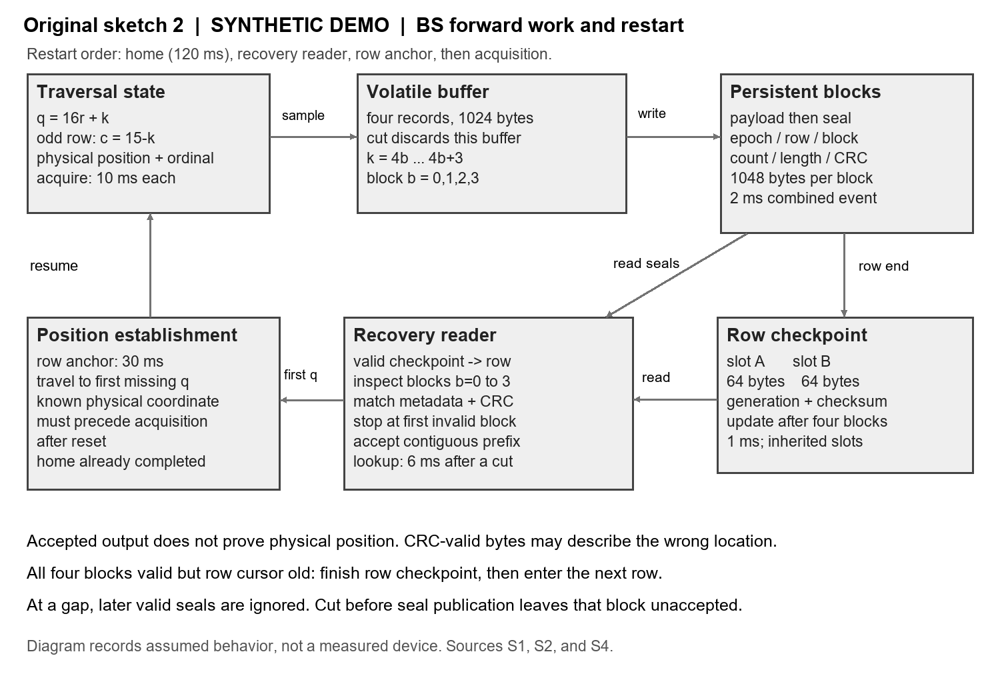 Original sketch 2 | SYNTHETIC DEMO | BS forward work and restart
Restart order: home (120 ms), recovery reader, row anchor, then acquisition.
Traversal state
q = 16r + k
odd row: c = 15-k
physical position + ordinal
acquire: 10 ms each
sample
Volatile buffer
four records, 1024 bytes
cut discards this buffer
k = 4b ... 4b+3
block b = 0,1,2,3
write
Persistent blocks
payload then seal
epoch / row / block
count / length / CRC
1048 bytes per block
2 ms combined event
resume
read seals
row end
Position establishment
row anchor: 30 ms
travel to first missing q
known physical coordinate
must precede acquisition
after reset
home already completed
first q
Recovery reader
valid checkpoint -> row
inspect blocks b=0 to 3
match metadata + CRC
stop at first invalid block
accept contiguous prefix
lookup: 6 ms after a cut
read
Row checkpoint
slot A slot B
64 bytes 64 bytes
generation + checksum
update after four blocks
1 ms; inherited slots
Accepted output does not prove physical position. CRC-valid bytes may describe the wrong location.
All four blocks valid but row cursor old: finish row checkpoint, then enter the next row.
At a gap, later valid seals are ignored. Cut before seal publication leaves that block unaccepted.
Diagram records assumed behavior, not a measured device. Sources S1, S2, and S4.